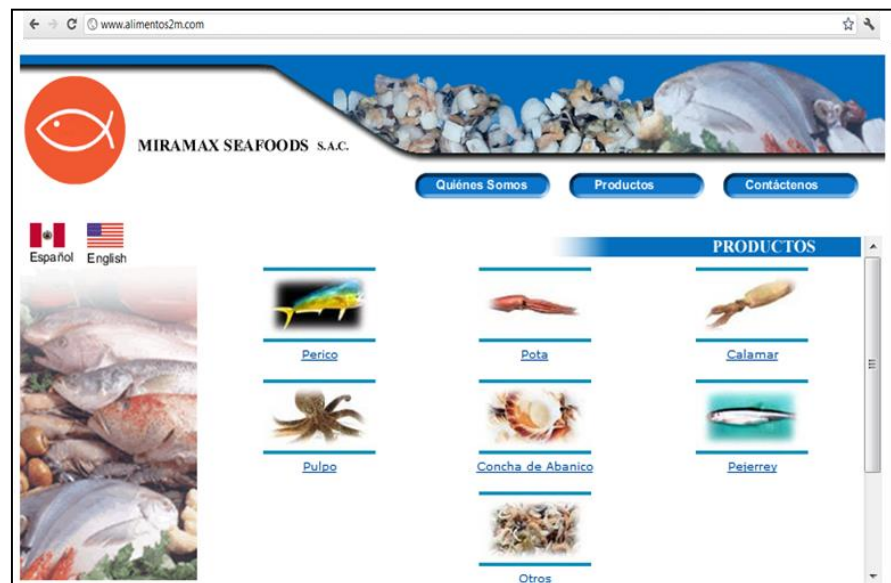 www.alimentos2m.com
MIRAMAX SEAFOODS S.A.C.
Quiénes Somos Productos Contáctenos
Español English
PRODUCTOS
Perico Pota Calamar
Pulpo Concha de Abanico Pejerrey
Otros